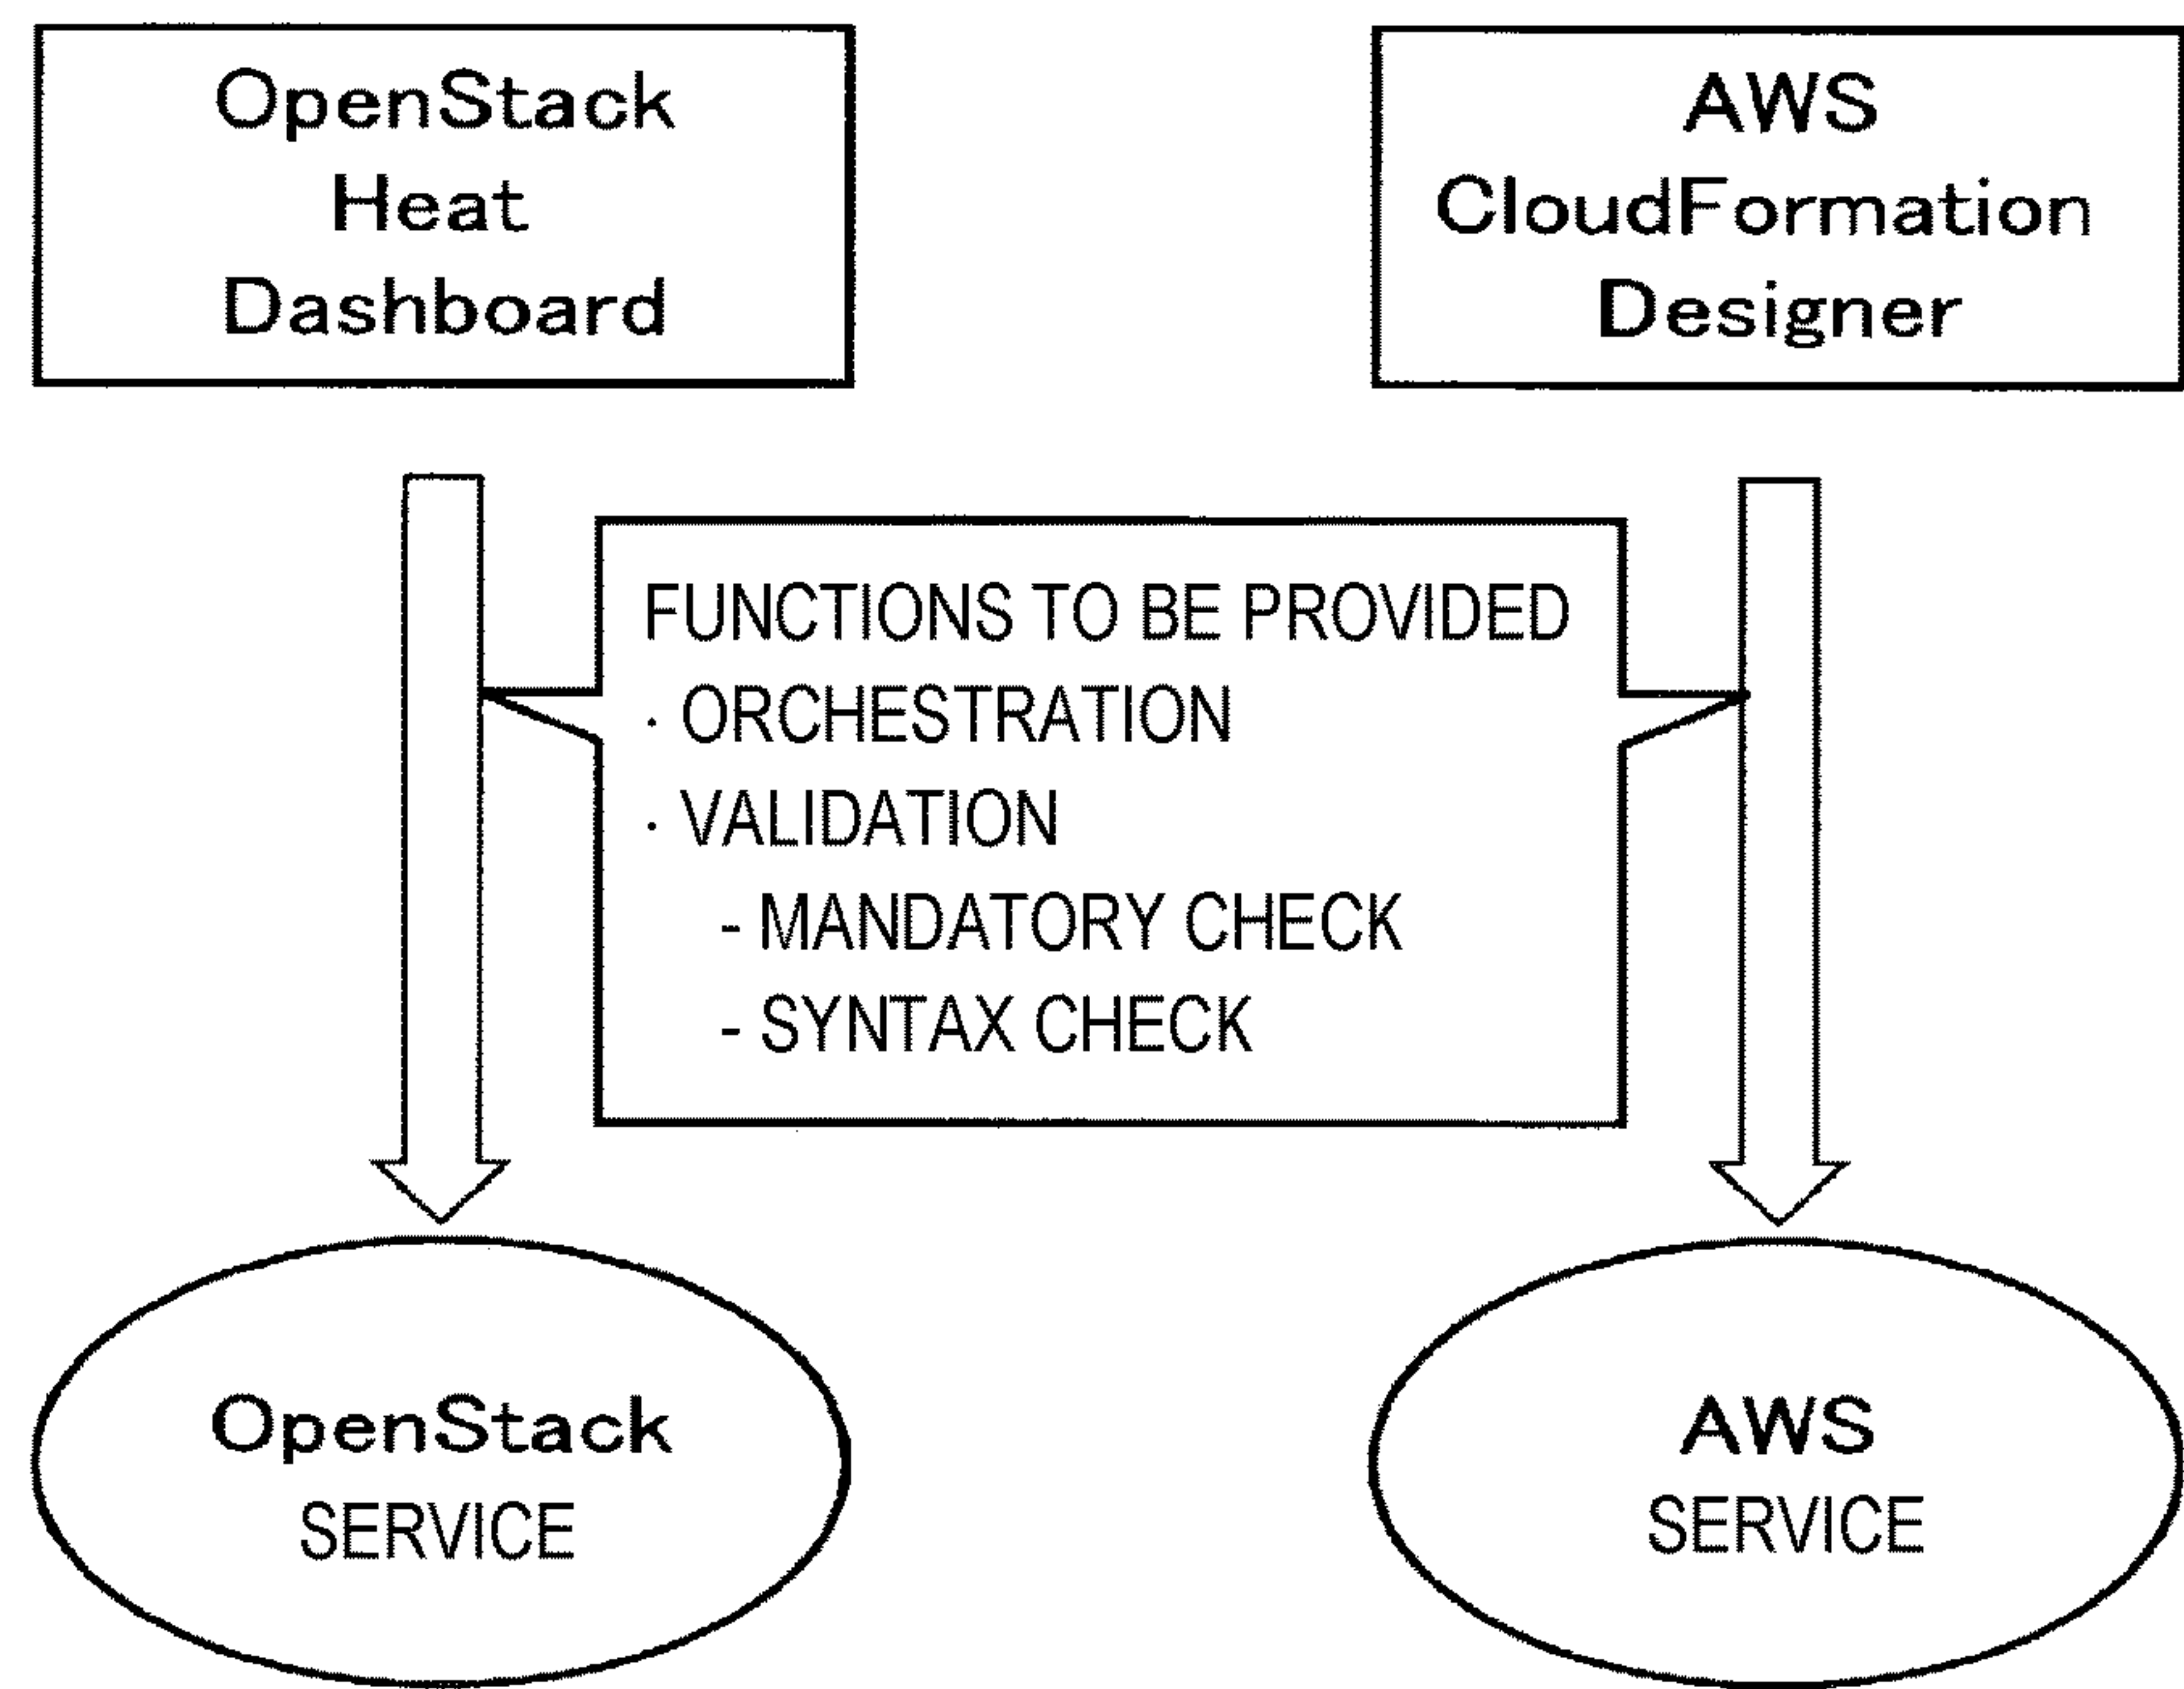 OpenStack
Heat
Dashboard
AWS
CloudFormation
Designer
FUNCTIONS TO BE PROVIDED
· ORCHESTRATION
· VALIDATION
- MANDATORY CHECK
- SYNTAX CHECK
OpenStack
SERVICE
AWS
SERVICE